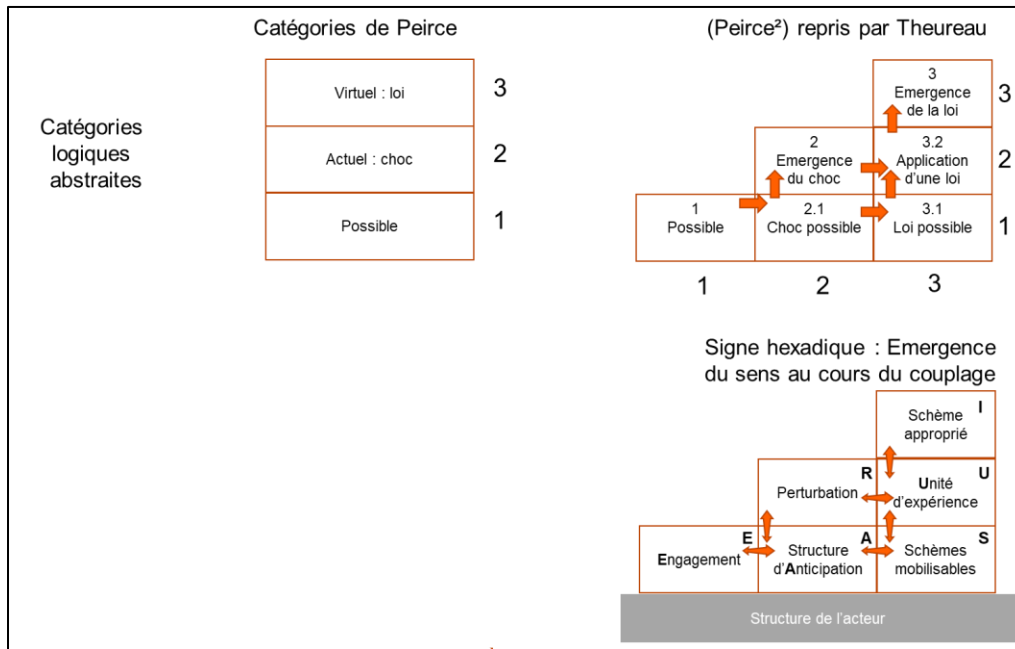 Catégories de Peirce
Virtuel : loi
3
Actuel : choc
2
Possible
1
Catégories
logiques
abstraites
(Peirce²) repris par Theureau
3
Emergence
de la loi
3
2
Emergence
du choc
3.2
Application
d'une loi
2
1
Possible
2.1
Choc possible
3.1
Loi possible
1
1
2
3
Signe hexadique : Emergence
du sens au cours du couplage
Schème
approprié
I
Perturbation
R
Unité
d'expérience
U
Engagement
E
Structure
d'Anticipation
A
Schèmes
mobilisables
S
Structure de l'acteur